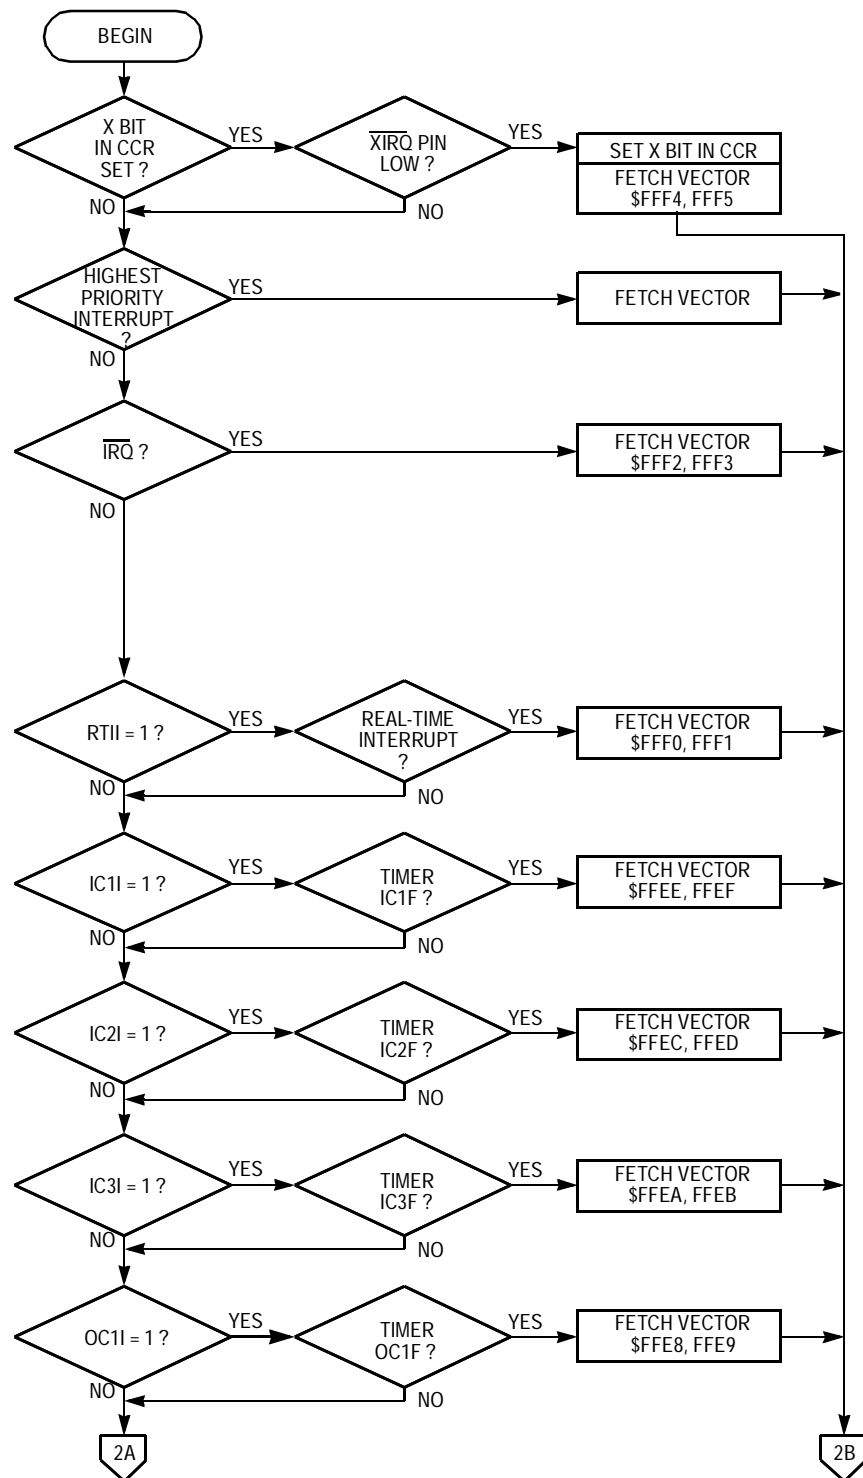 BEGIN
X BIT
IN CCR
SET ?
YES
XIRQ PIN
LOW ?
YES
SET X BIT IN CCR
FETCH VECTOR
$FFF4, FFF5
NO
NO
HIGHEST
PRIORITY
INTERRUPT
?
YES
FETCH VECTOR
NO
IRQ ?
YES
FETCH VECTOR
$FFF2, FFF3
NO
RTII = 1 ?
YES
REAL-TIME
INTERRUPT
?
YES
FETCH VECTOR
$FFF0, FFF1
NO
NO
IC1I = 1 ?
YES
TIMER
IC1F ?
YES
FETCH VECTOR
$FFEE, FFEF
NO
NO
IC2I = 1 ?
YES
TIMER
IC2F ?
YES
FETCH VECTOR
$FFEC, FFED
NO
NO
IC3I = 1 ?
YES
TIMER
IC3F ?
YES
FETCH VECTOR
$FFEA, FFEB
NO
NO
OC1I = 1 ?
YES
TIMER
OC1F ?
YES
FETCH VECTOR
$FFE8, FFE9
NO
NO
2A
2B